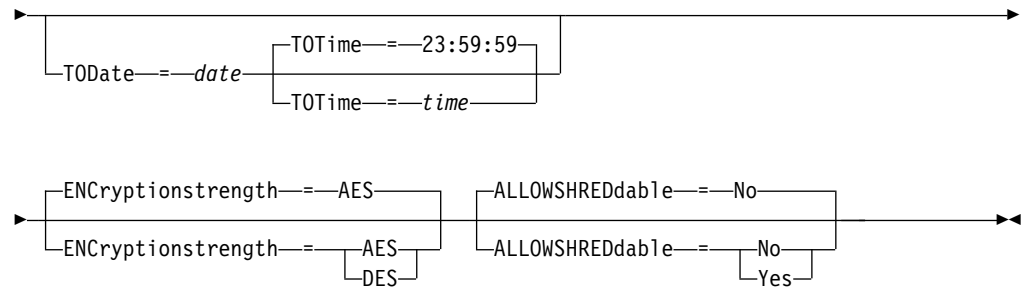 TOTime = 23:59:59
TODate = date
TOTime = time
ENCryptionstrength = AES ALLOWSHREDdable = No
ENCryptionstrength = AES ALLOWSHREDdable = No
DES Yes